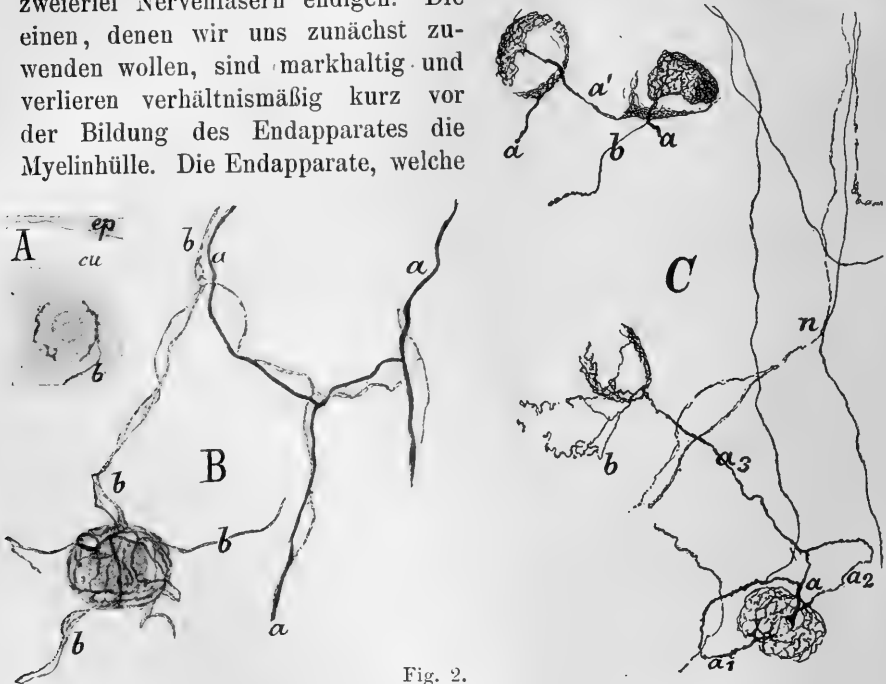 zweierlei Nervenfasern endigen. Die
einen, denen wir uns zunächst zu-
wenden wollen, sind markhaltig und
verlieren verhältnismäßig kurz vor
der Bildung des Endapparates die
Myelinhülle. Die Endapparate, welche
A
ep
cu
b
B
b
a
a
b
b
b
a
C
a'
a
b
a
n
b
a3
a
a2
a1
Fig. 2.